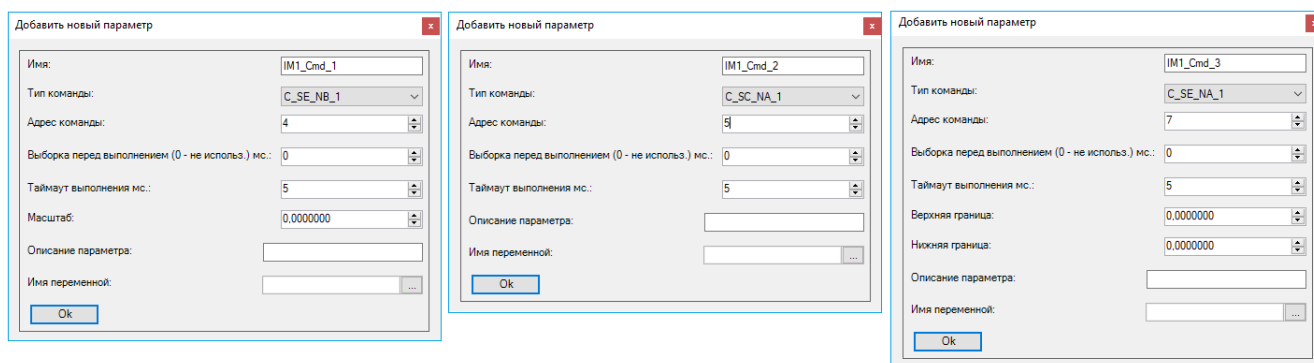 Добавить новый параметр
x
Имя: IM1_Cmd_1
Тип команды: C_SE_NB_1
Адрес команды: 4
Выборка перед выполнением (0 - не использ.) мс.: 0
Таймаут выполнения мс.: 5
Масштаб: 0,0000000
Описание параметра:
Имя переменной: ...
Ok
Добавить новый параметр
x
Имя: IM1_Cmd_2
Тип команды: C_SC_NA_1
Адрес команды: 5
Выборка перед выполнением (0 - не использ.) мс.: 0
Таймаут выполнения мс.: 5
Описание параметра:
Имя переменной: ...
Ok
Добавить новый параметр
x
Имя: IM1_Cmd_3
Тип команды: C_SE_NA_1
Адрес команды: 7
Выборка перед выполнением (0 - не использ.) мс.: 0
Таймаут выполнения мс.: 5
Верхняя граница: 0,0000000
Нижняя граница: 0,0000000
Описание параметра:
Имя переменной: ...
Ok